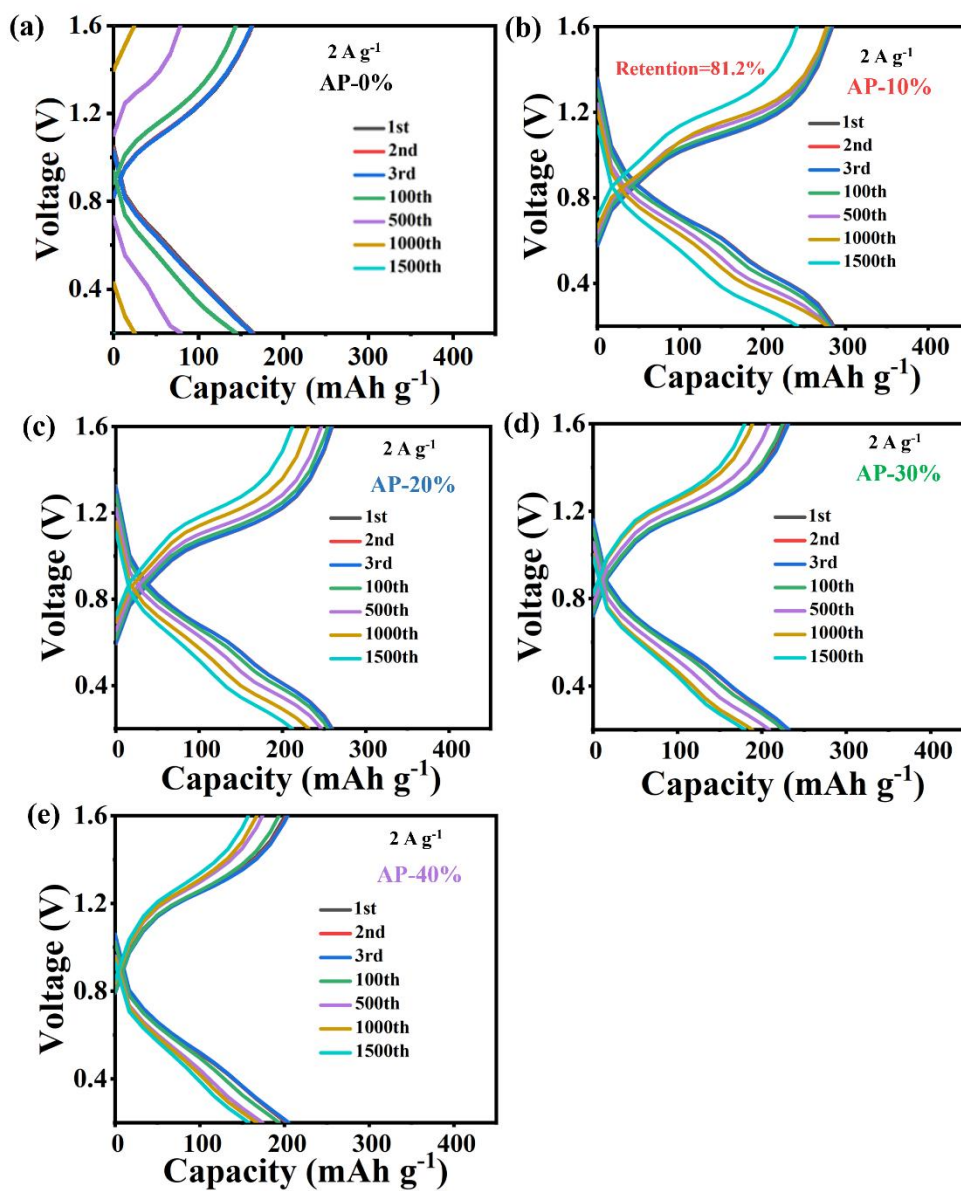 (a)
2 A g⁻¹
AP-0%
1st
2nd
3rd
100th
500th
1000th
1500th
1.6
1.2
0.8
0.4
Voltage (V)
0 100 200 300 400
Capacity (mAh g⁻¹)
(b)
2 A g⁻¹
Retention=81.2%
AP-10%
1st
2nd
3rd
100th
500th
1000th
1500th
1.6
1.2
0.8
0.4
Voltage (V)
0 100 200 300 400
Capacity (mAh g⁻¹)
(c)
2 A g⁻¹
AP-20%
1st
2nd
3rd
100th
500th
1000th
1500th
1.6
1.2
0.8
0.4
Voltage (V)
0 100 200 300 400
Capacity (mAh g⁻¹)
(d)
2 A g⁻¹
AP-30%
1st
2nd
3rd
100th
500th
1000th
1500th
1.6
1.2
0.8
0.4
Voltage (V)
0 100 200 300 400
Capacity (mAh g⁻¹)
(e)
2 A g⁻¹
AP-40%
1st
2nd
3rd
100th
500th
1000th
1500th
1.6
1.2
0.8
0.4
Voltage (V)
0 100 200 300 400
Capacity (mAh g⁻¹)